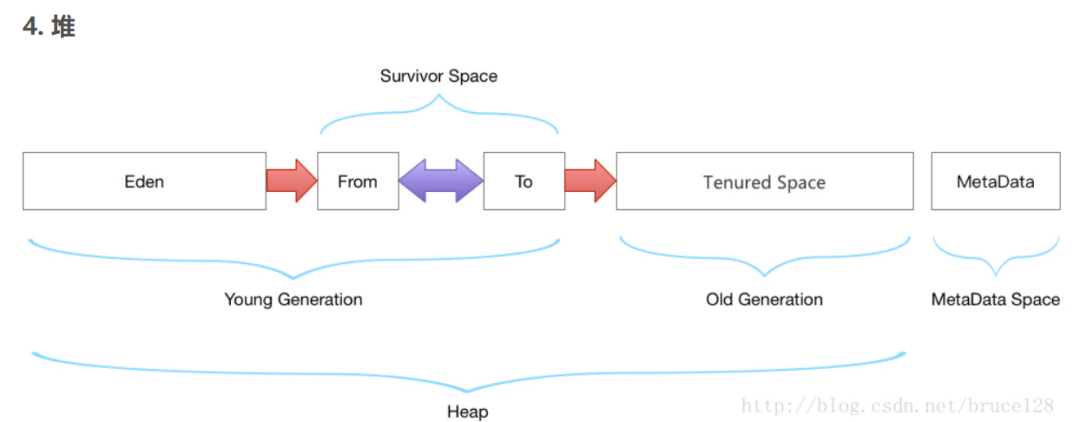 4. 堆
Survivor Space
Eden
From
To
Tenured Space
MetaData
Young Generation
Old Generation
MetaData Space
Heap
http://blog.csdn.net/bruce128